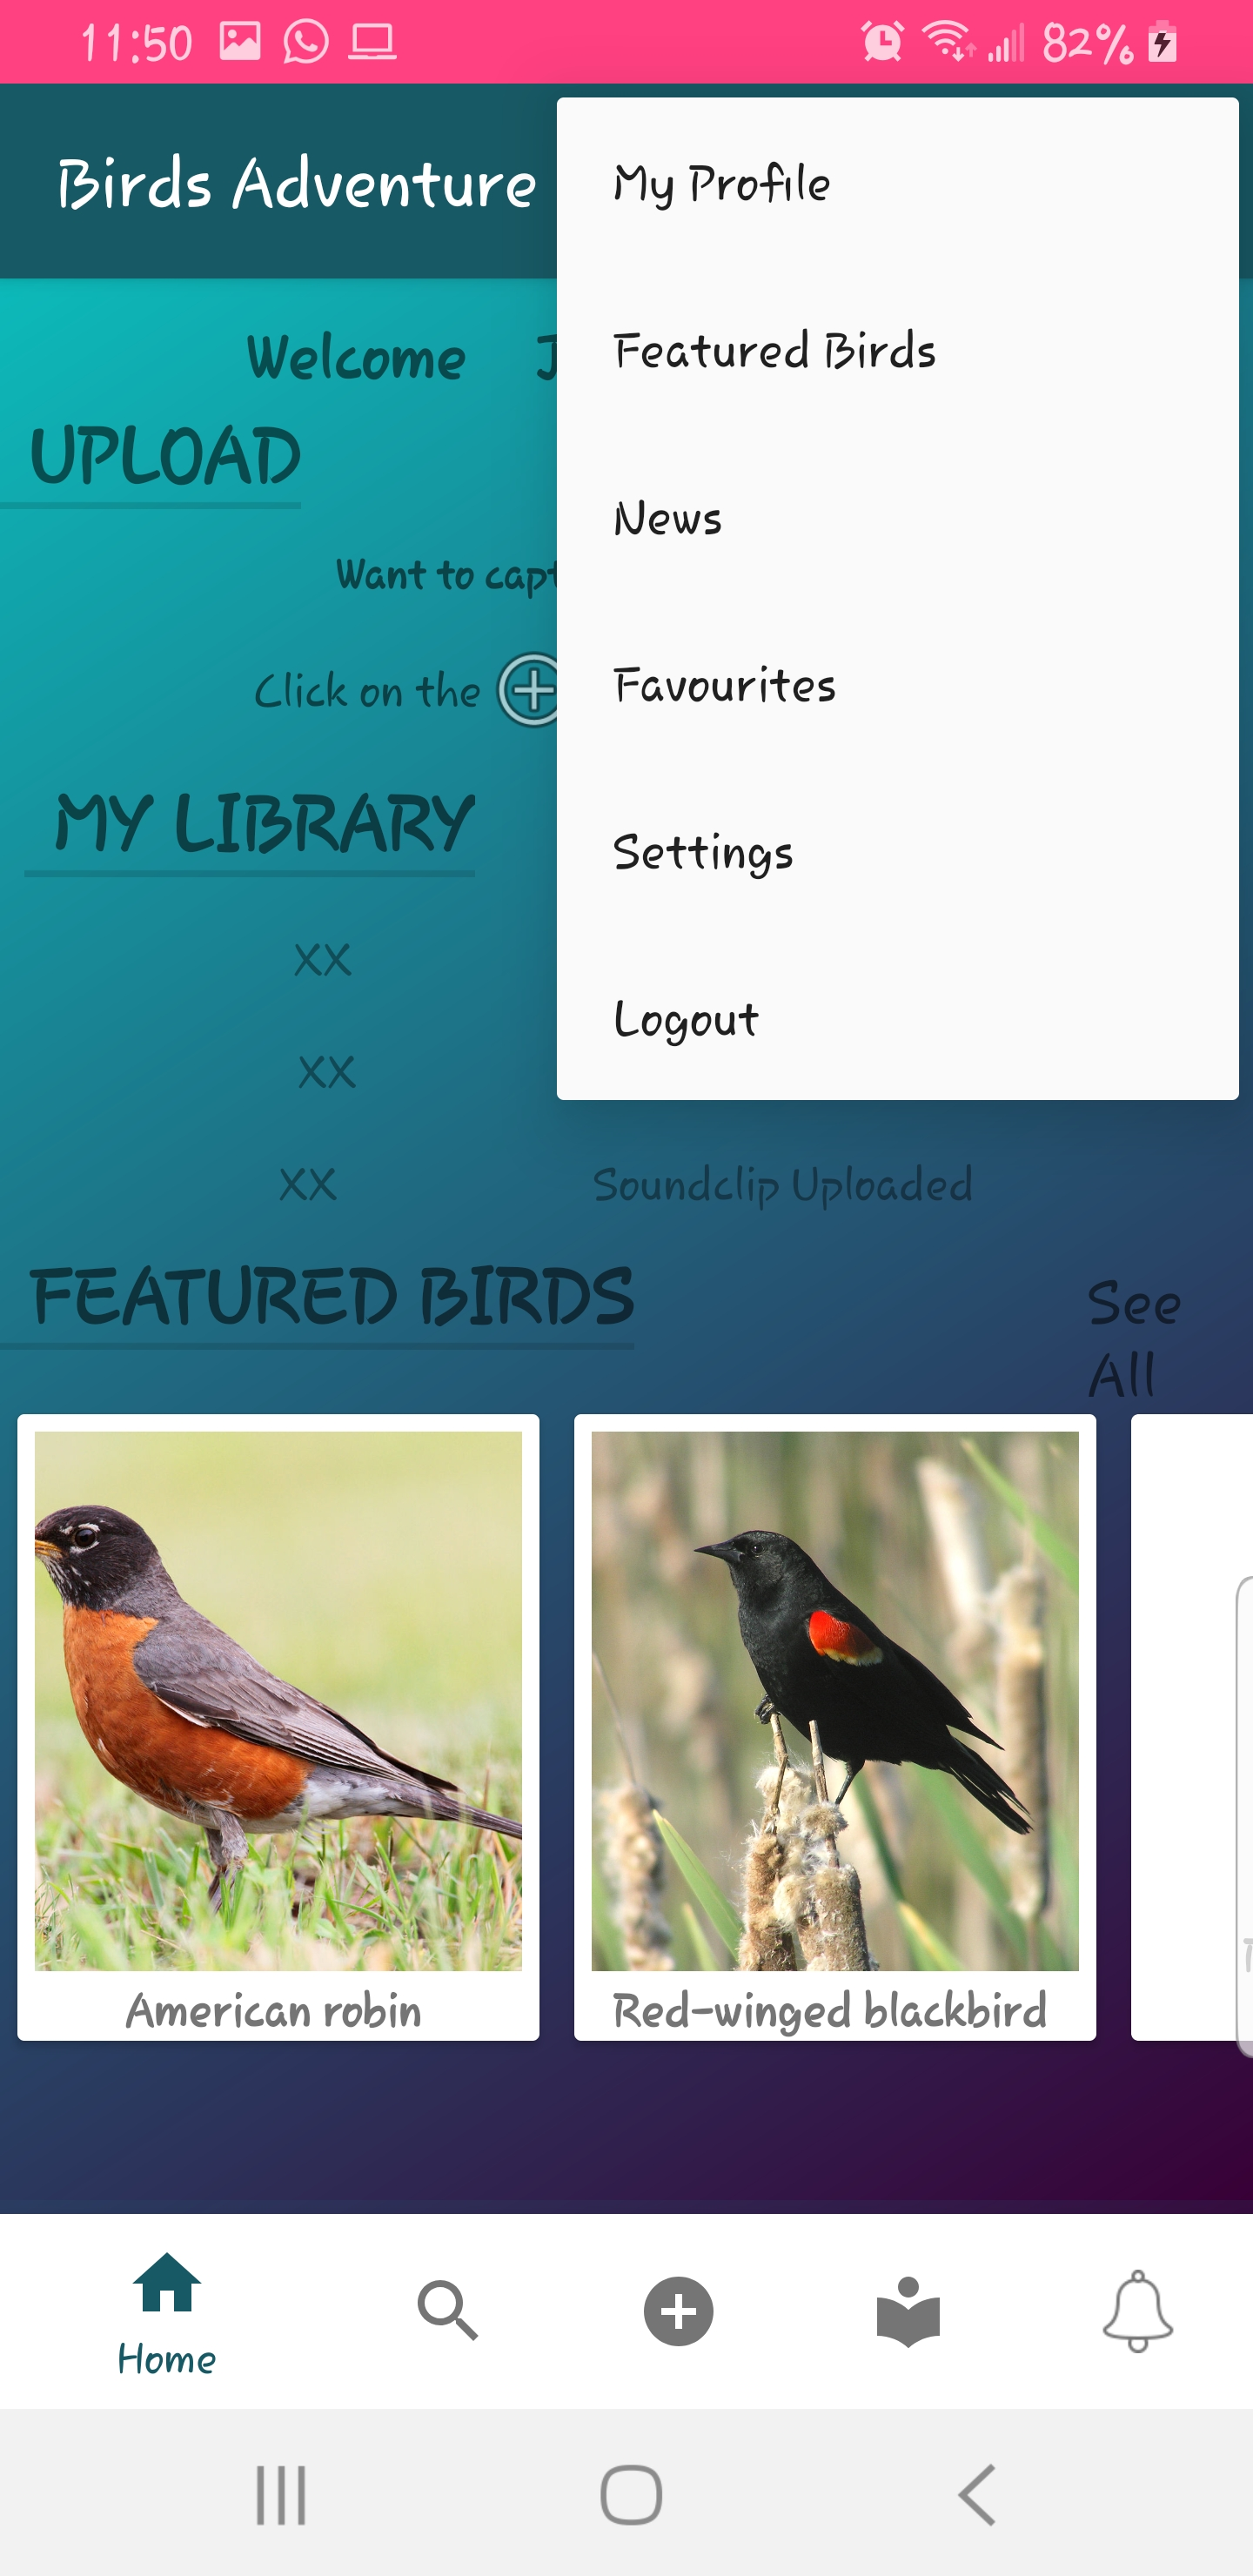 11:50
82%
Birds Adventure
My Profile
Featured Birds
News
Favourites
Settings
Logout
Welcome
UPLOAD
Want to
Click on the
MY LIBRARY
XX
XX
XX Soundclip Uploaded
FEATURED BIRDS
See
All
American robin
Red-winged blackbird
Home